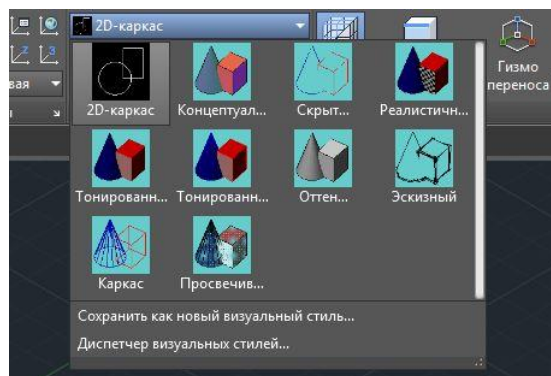 2D-каркас
Гизмо
переноса
вая
2D-каркас
Концептуал...
Скрыт...
Реалистичн...
Тонированн...
Тонированн...
Оттен...
Эскизный
Каркас
Просвечив...
Сохранить как новый визуальный стиль...
Диспетчер визуальных стилей...